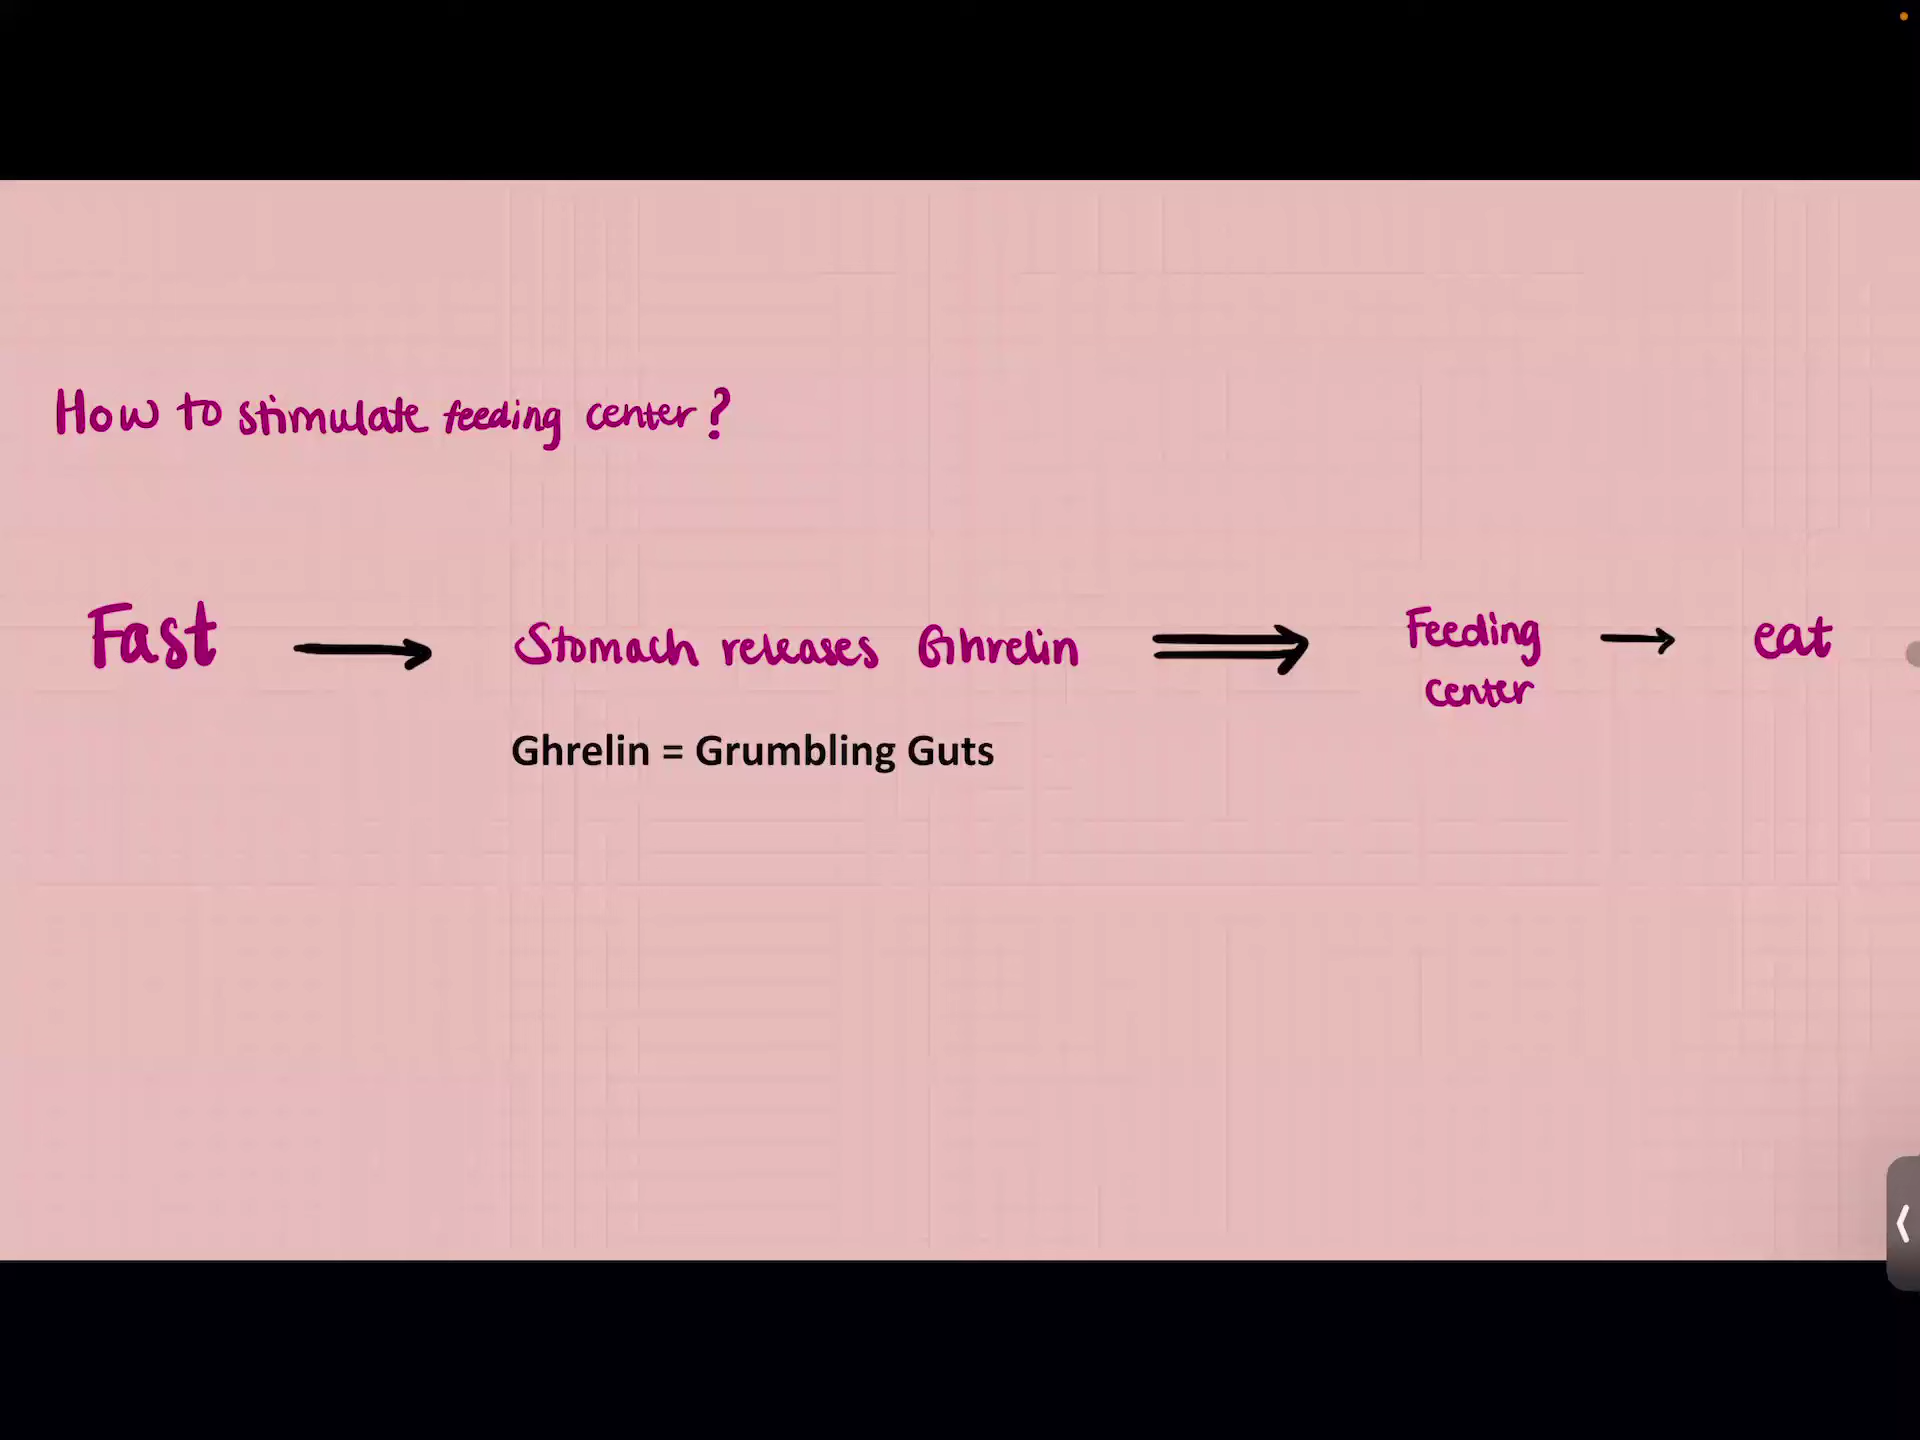 How to stimulate feeding center?
Fast → Stomach releases Ghrelin ⇒ Feeding center → eat
Ghrelin = Grumbling Guts